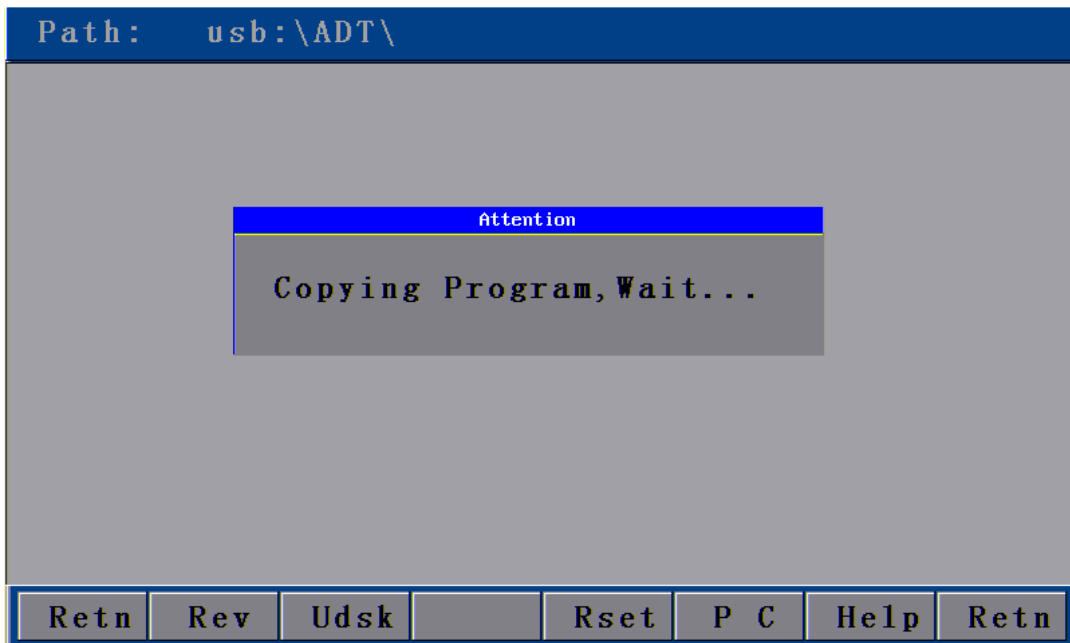 Path: usb:\ADT\
Attention
Copying Program,Wait...
Retn Rev Udsk Rset P C Help Retn